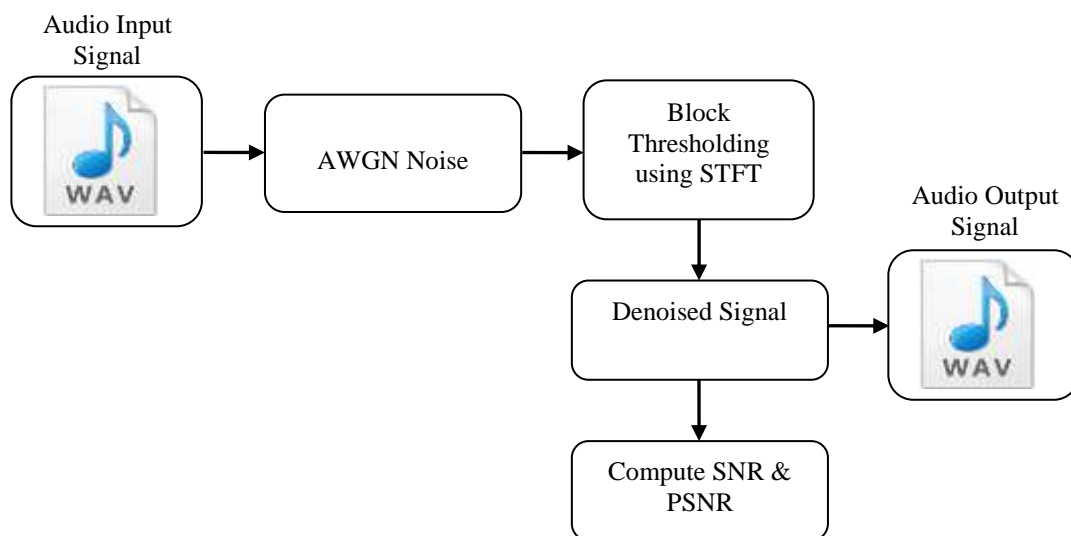 Audio Input
Signal
WAV
AWGN Noise
Block
Thresholding
using STFT
Audio Output
Signal
WAV
Denoised Signal
Compute SNR &
PSNR